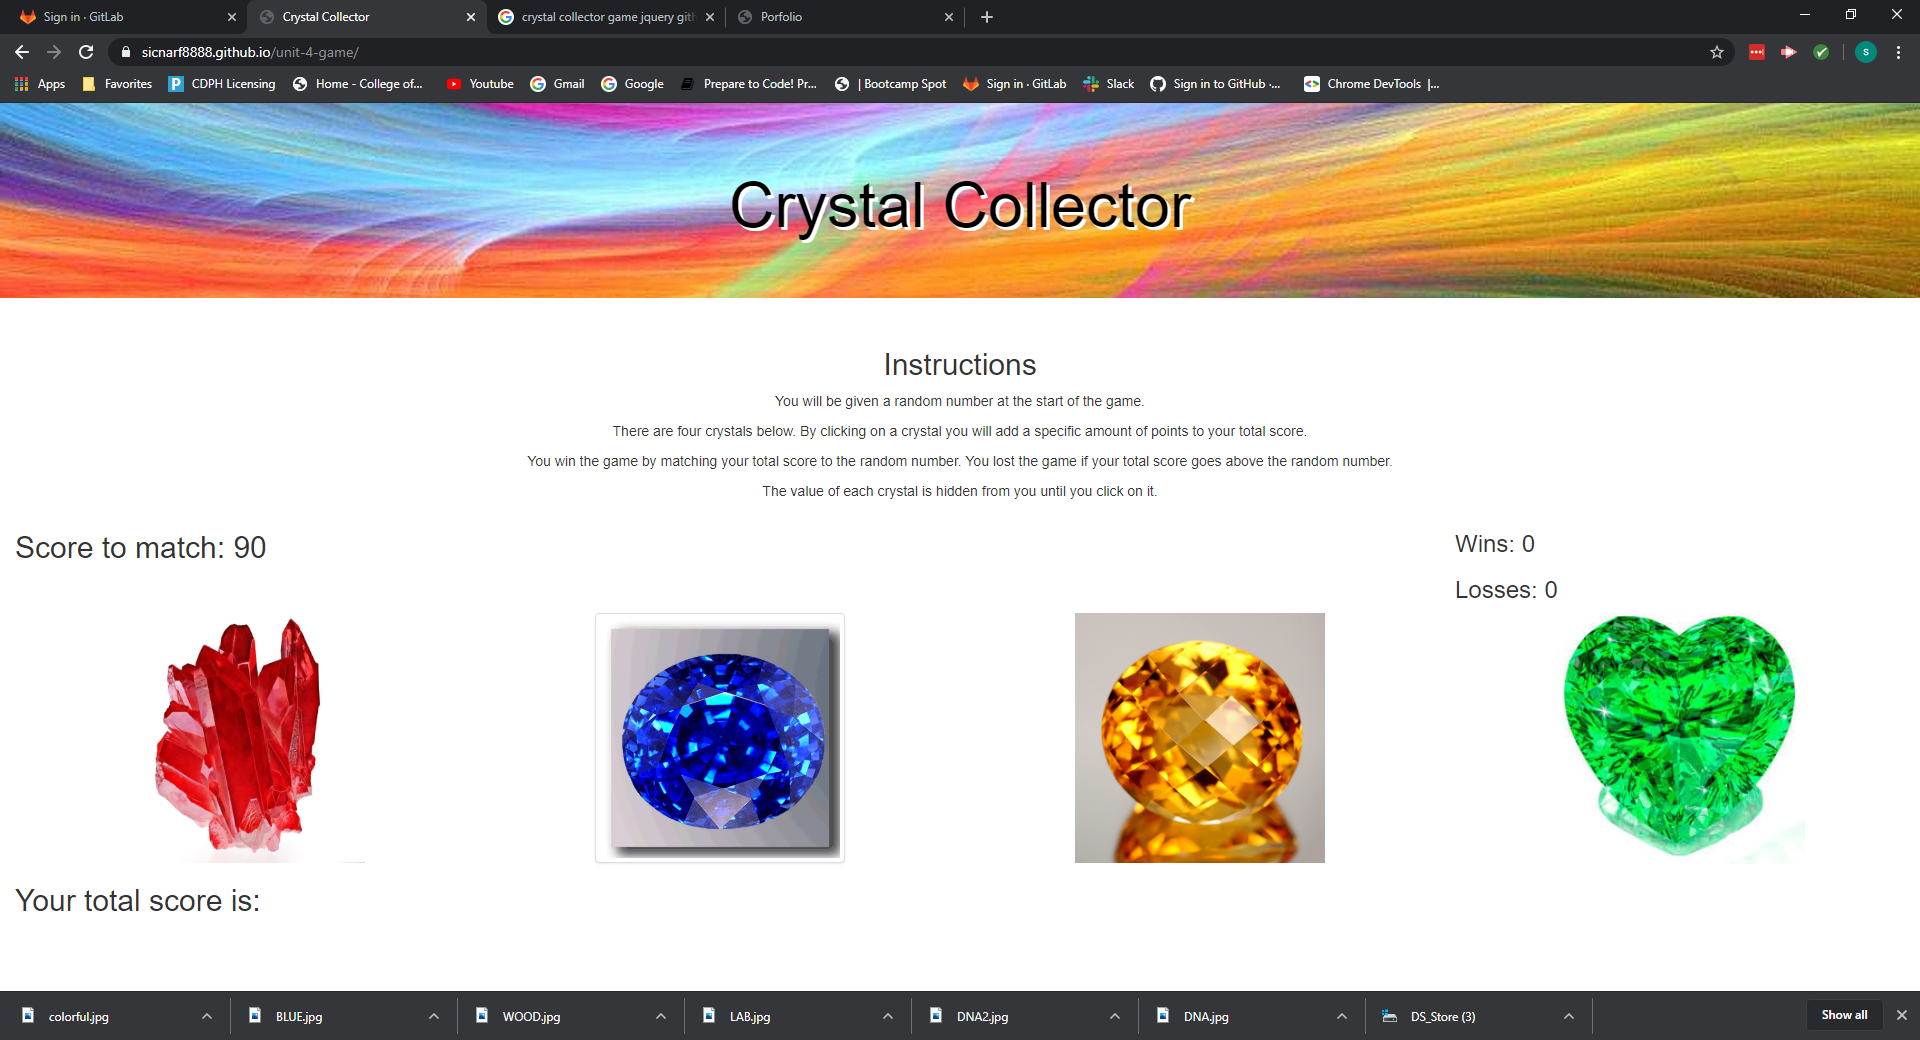 Sign in · GitLab
Crystal Collector
crystal collector game jquery gith
Porfolio
sicnarf8888.github.io/unit-4-game/
S
Apps
Favorites
CDPH Licensing
Home - College of...
Youtube
Gmail
Google
Prepare to Code! Pr...
| Bootcamp Spot
Sign in · GitLab
Slack
Sign in to GitHub ·...
Chrome DevTools |...
Crystal Collector
Instructions
You will be given a random number at the start of the game.
There are four crystals below. By clicking on a crystal you will add a specific amount of points to your total score.
You win the game by matching your total score to the random number. You lost the game if your total score goes above the random number.
The value of each crystal is hidden from you until you click on it.
Score to match: 90
Wins: 0
Losses: 0
Your total score is:
colorful.jpg
BLUE.jpg
WOOD.jpg
LAB.jpg
DNA2.jpg
DNA.jpg
DS_Store (3)
Show all